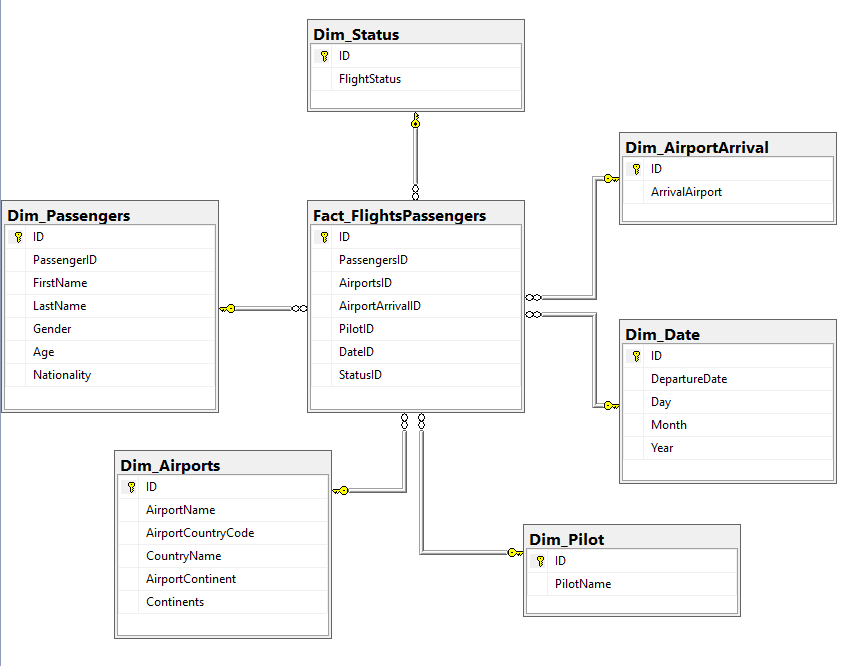 Dim_Status
ID
FlightStatus
Dim_AirportArrival
ID
ArrivalAirport
Dim_Passengers
ID
PassengerID
FirstName
LastName
Gender
Age
Nationality
Fact_FlightsPassengers
ID
PassengersID
AirportsID
AirportArrivalID
PilotID
DateID
StatusID
Dim_Date
ID
DepartureDate
Day
Month
Year
Dim_Airports
ID
AirportName
AirportCountryCode
CountryName
AirportContinent
Continents
Dim_Pilot
ID
PilotName